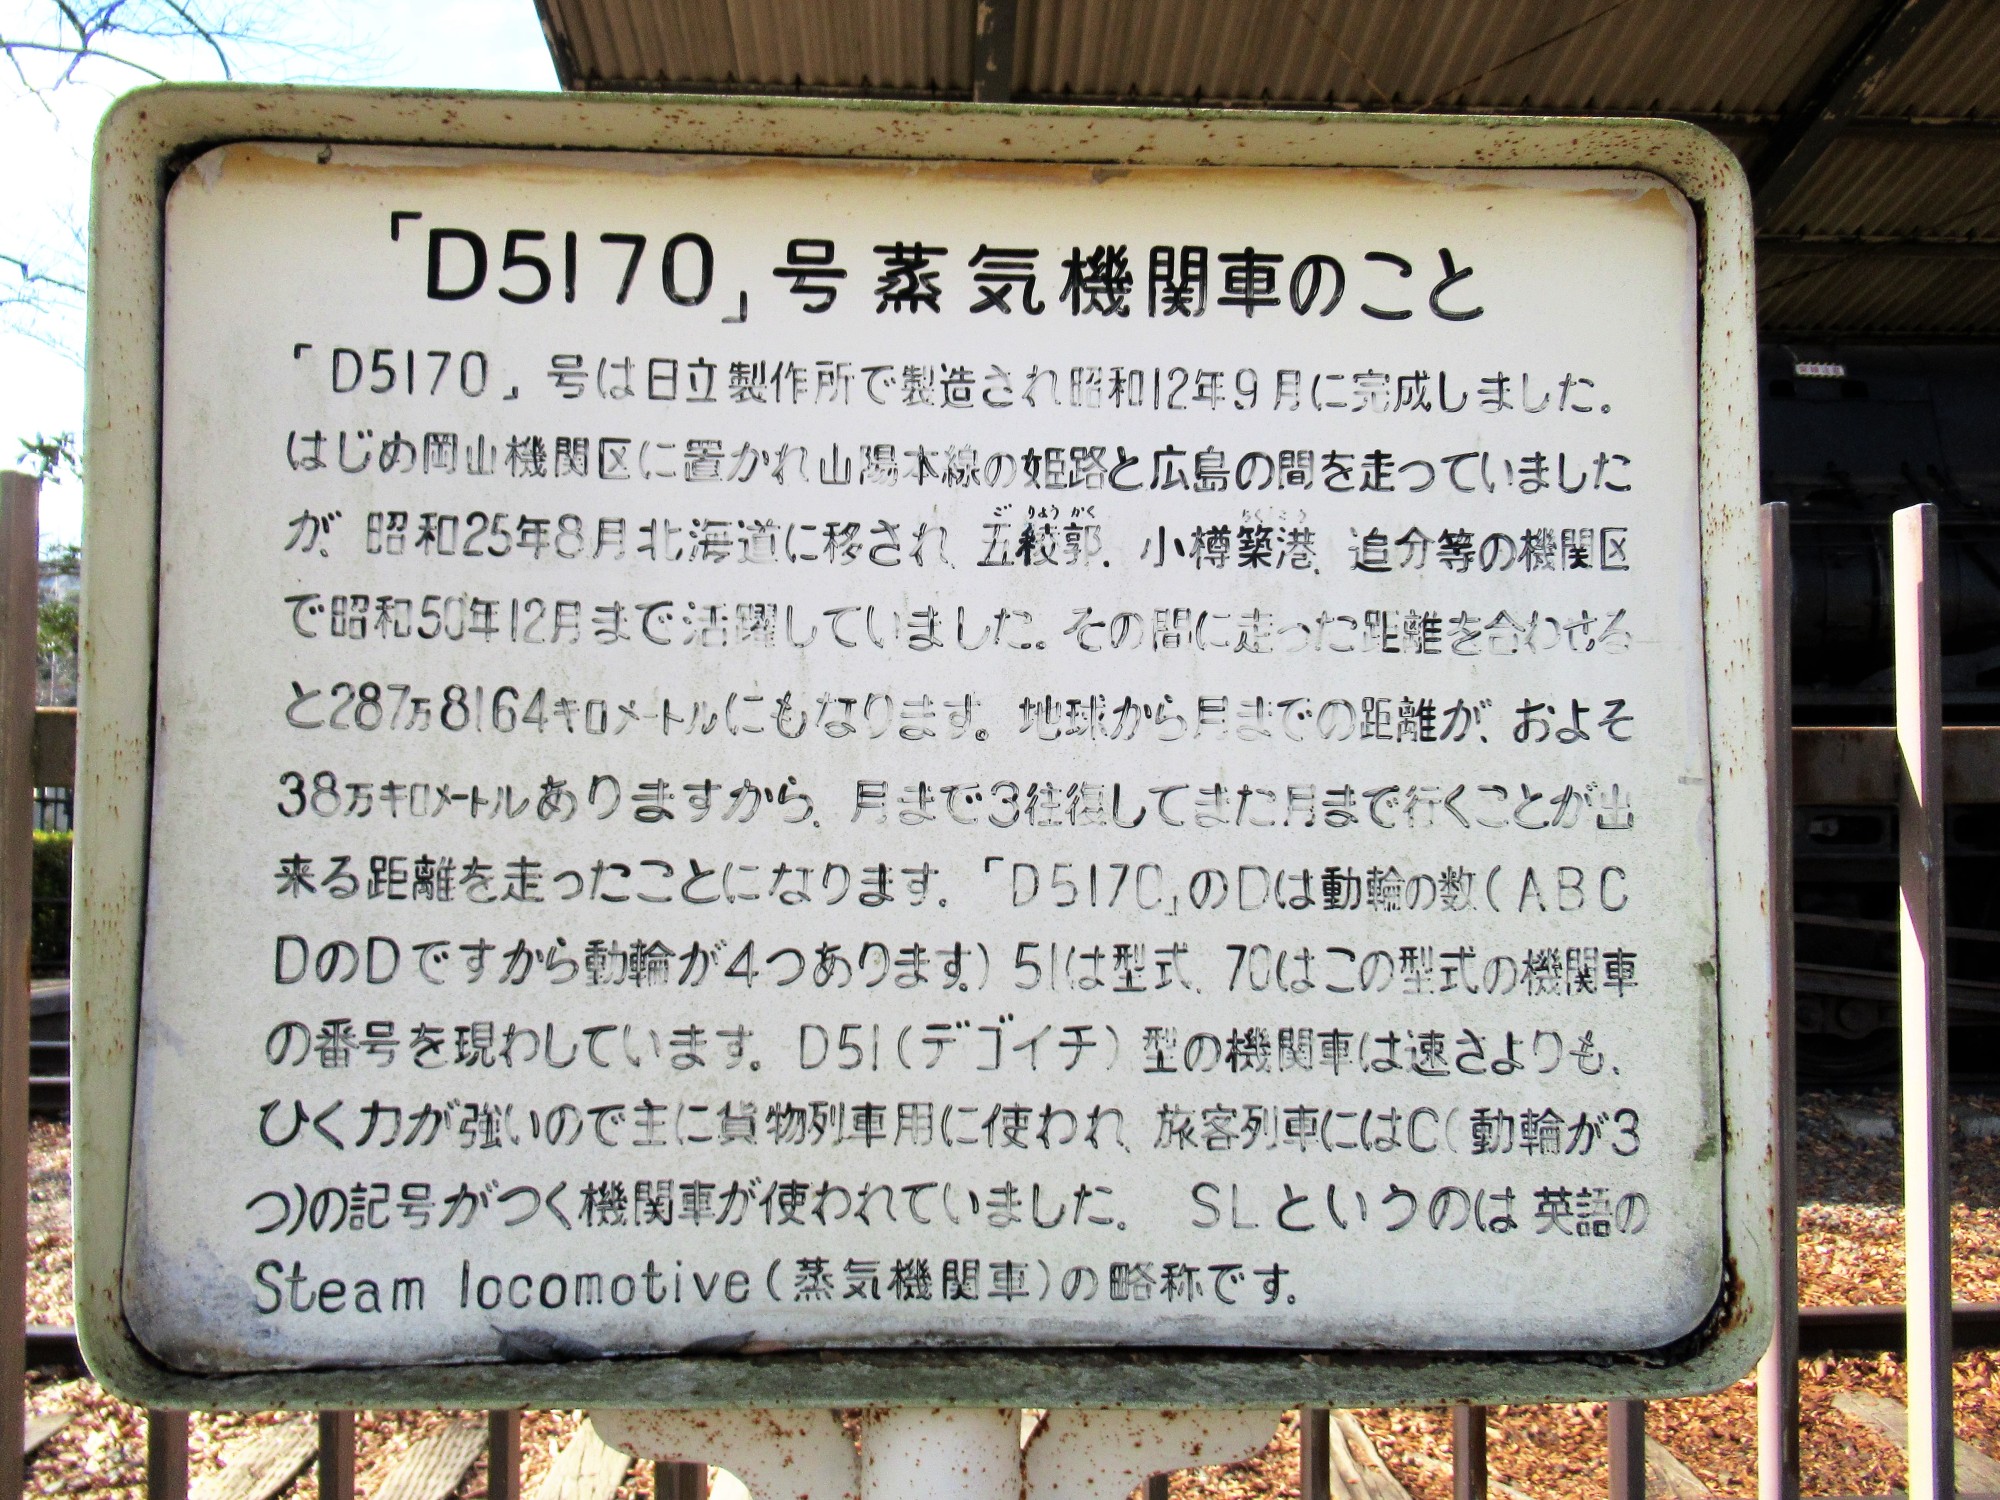 「D5170」号蒸気機関車のこと
「D5170」号は日立製作所で製造され昭和12年9月に完成しました。
はじめ岡山機関区に置かれ山陽本線の姫路と広島の間を走っていました
が、昭和25年8月北海道に移され、五稜郭、小樽築港、追分等の機関区
ご りょう かく
で昭和50年12月まで活躍していました。その間に走った距離を合わせる
と287万8164キロメートルにもなります。地球から月までの距離が、およそ
38万キロメートルありますから、月まで3往復してまた月まで行くことが出
来る距離を走ったことになります。「D5170」のDは動輪の数(ABC
DのDですから動輪が4つあります。)51は型式、70はこの型式の機関車
の番号を現わしています。D51(デゴイチ)型の機関車は速さよりも、
ひく力が強いので主に貨物列車用に使われ、旅客列車にはC(動輪が3
つ)の記号がつく機関車が使われていました。 SLというのは英語の
Steam locomotive(蒸気機関車)の略称です。